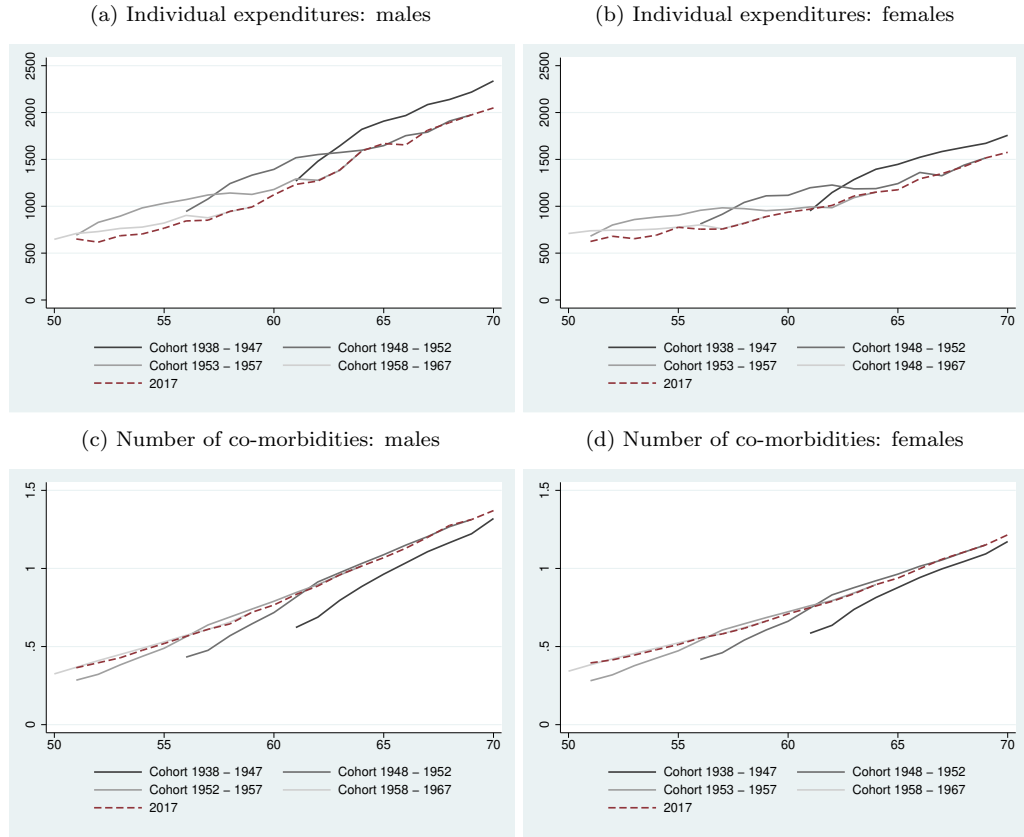 (a) Individual expenditures: males
(b) Individual expenditures: females
2500
2000
1500
1000
500
0
50 55 60 65 70
Cohort 1938 – 1947 Cohort 1948 – 1952
Cohort 1953 – 1957 Cohort 1958 – 1967
2017
2500
2000
1500
1000
500
0
50 55 60 65 70
Cohort 1938 – 1947 Cohort 1948 – 1952
Cohort 1953 – 1957 Cohort 1948 – 1967
2017
(c) Number of co-morbidities: males
(d) Number of co-morbidities: females
1.5
1
.5
0
50 55 60 65 70
Cohort 1938 – 1947 Cohort 1948 – 1952
Cohort 1952 – 1957 Cohort 1958 – 1967
2017
1.5
1
.5
0
50 55 60 65 70
Cohort 1938 – 1947 Cohort 1948 – 1952
Cohort 1953 – 1957 Cohort 1958 – 1967
2017